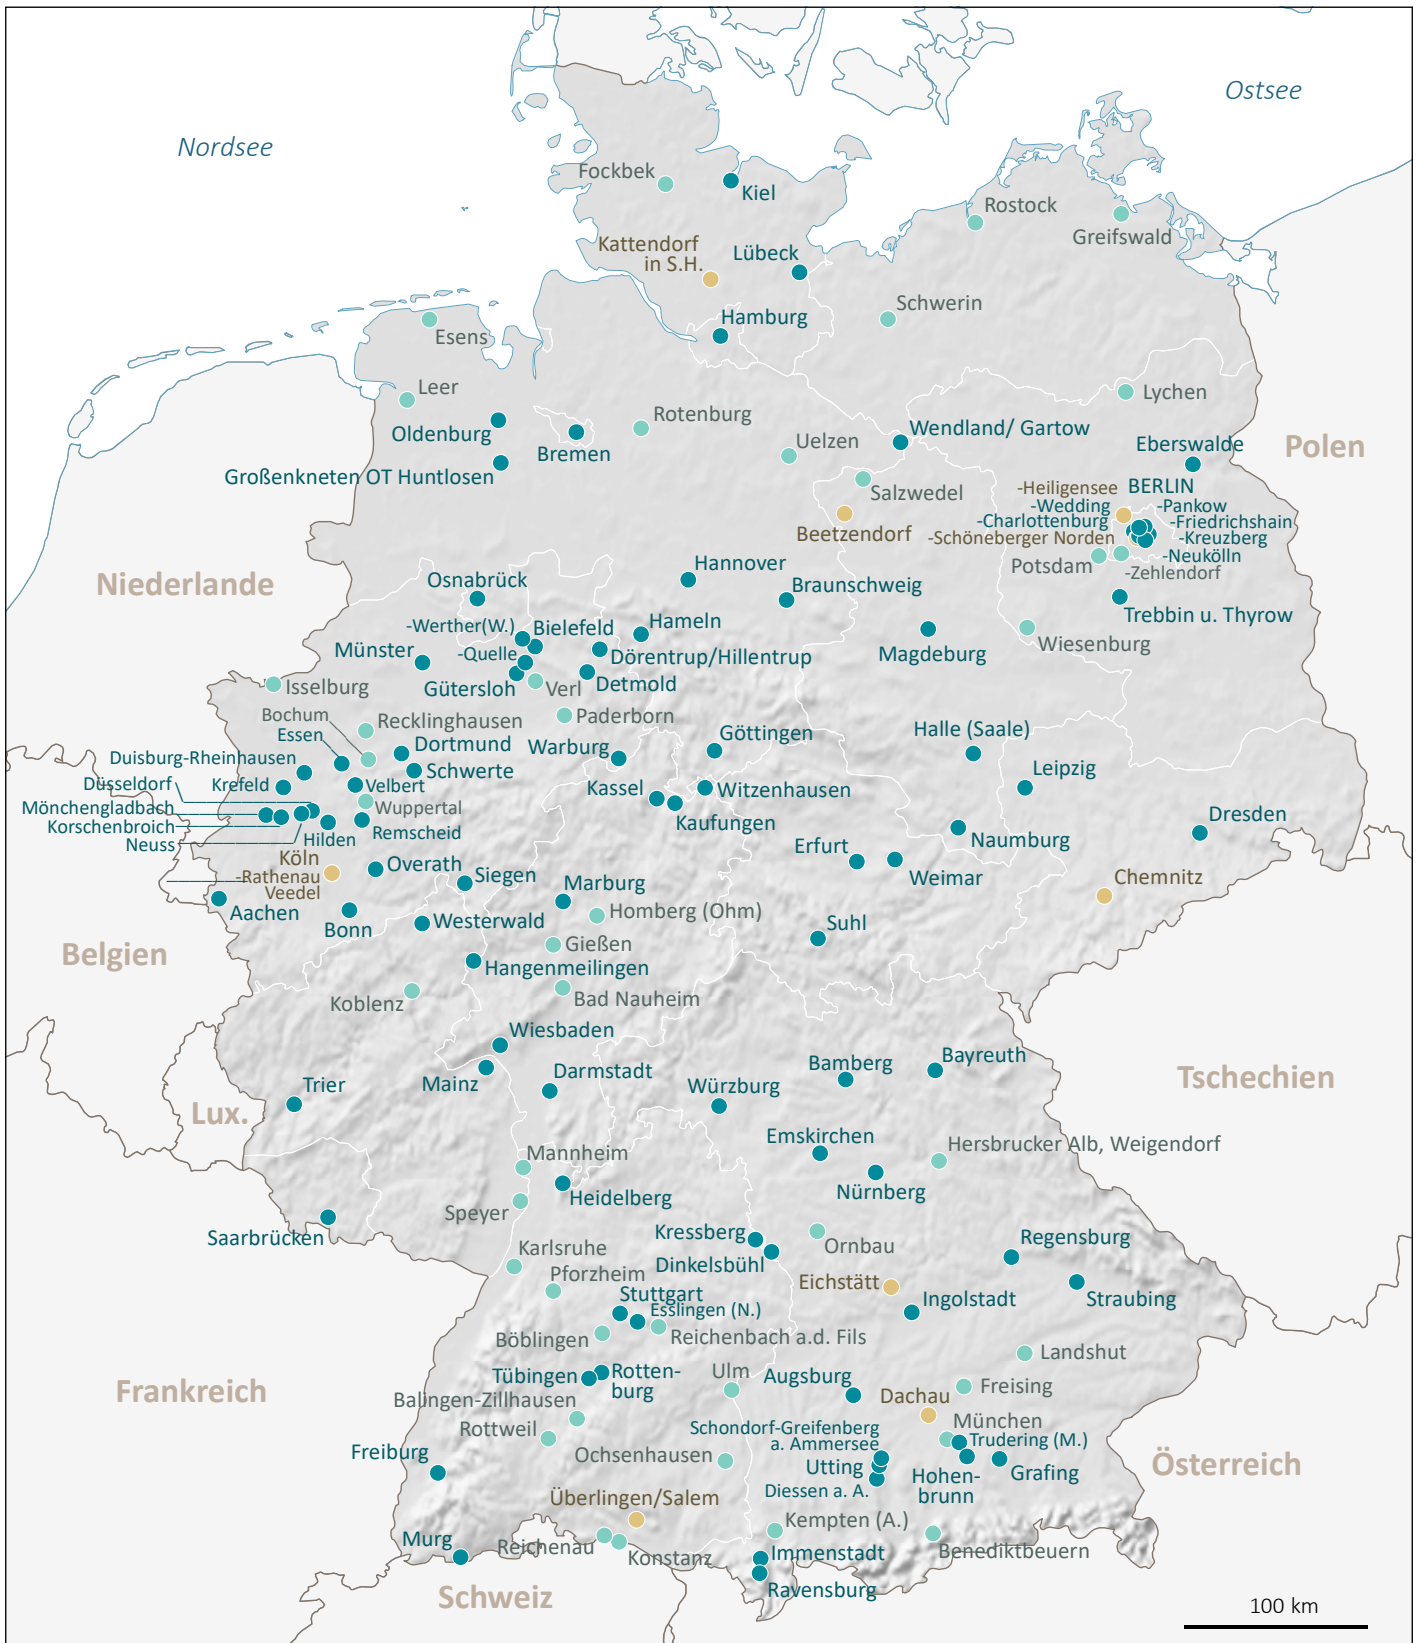 Ostsee
Nordsee
Fockbek
Kiel
Rostock
Greifswald
Kattendorf
in S.H.
Lübeck
Schwerin
Hamburg
Esens
Leer
Lychen
Rotenburg
Oldenburg
Bremen
Wendland/ Gartow
Uelzen
Eberswalde
Polen
Großenkneten OT Huntlosen
Salzwedel
-Heiligensee
BERLIN
-Wedding
-Pankow
-Charlottenburg
-Friedrichshain
Beetzendorf
-Schöneberger Norden
-Kreuzberg
-Neukölln
Potsdam
-Zehlendorf
Hannover
Niederlande
Osnabrück
Braunschweig
Trebbin u. Thyrow
-Werther(W.)
Bielefeld
Hameln
Wiesenburg
Münster
-Quelle
Dörentrup/Hillentrup
Magdeburg
Isselburg
Gütersloh
Verl
Detmold
Bochum
Recklinghausen
Paderborn
Essen
Göttingen
Halle (Saale)
Dortmund
Warburg
Duisburg-Rheinhausen
Schwerte
Leipzig
Düsseldorf
Krefeld
Velbert
Kassel
Witzenhausen
Mönchengladbach
Wuppertal
Korschenbroich
Kaufungen
Dresden
Neuss
Hilden
Remscheid
Naumburg
Erfurt
Köln
-Rathenau
Veedel
Overath
Siegen
Weimar
Marburg
Chemnitz
Aachen
Homberg (Ohm)
Bonn
Westerwald
Suhl
Gießen
Belgien
Hangenmeilingen
Koblenz
Bad Nauheim
Wiesbaden
Bayreuth
Bamberg
Darmstadt
Mainz
Würzburg
Tschechien
Trier
Lux.
Emskirchen
Hersbrucker Alb, Weigendorf
Mannheim
Nürnberg
Heidelberg
Speyer
Kressberg
Saarbrücken
Ornbau
Regensburg
Karlsruhe
Dinkelsbühl
Pforzheim
Eichstätt
Stuttgart
Ingolstadt
Straubing
Esslingen (N.)
Böblingen
Reichenbach a.d. Fils
Landshut
Tübingen
Rotten-
burg
Ulm
Augsburg
Freising
Frankreich
Dachau
Balingen-Zillhausen
München
Rottweil
Schondorf-Greifenberg
a. Ammersee
Trudering (M.)
Freiburg
Ochsenhausen
Utting
Hohen-
brunn
Grafing
Österreich
Diessen a. A.
Überlingen/Salem
Kempten (A.)
Murg
Reichenau
Konstanz
Immenstadt
Benediktbeuern
Schweiz
Ravensburg
100 km